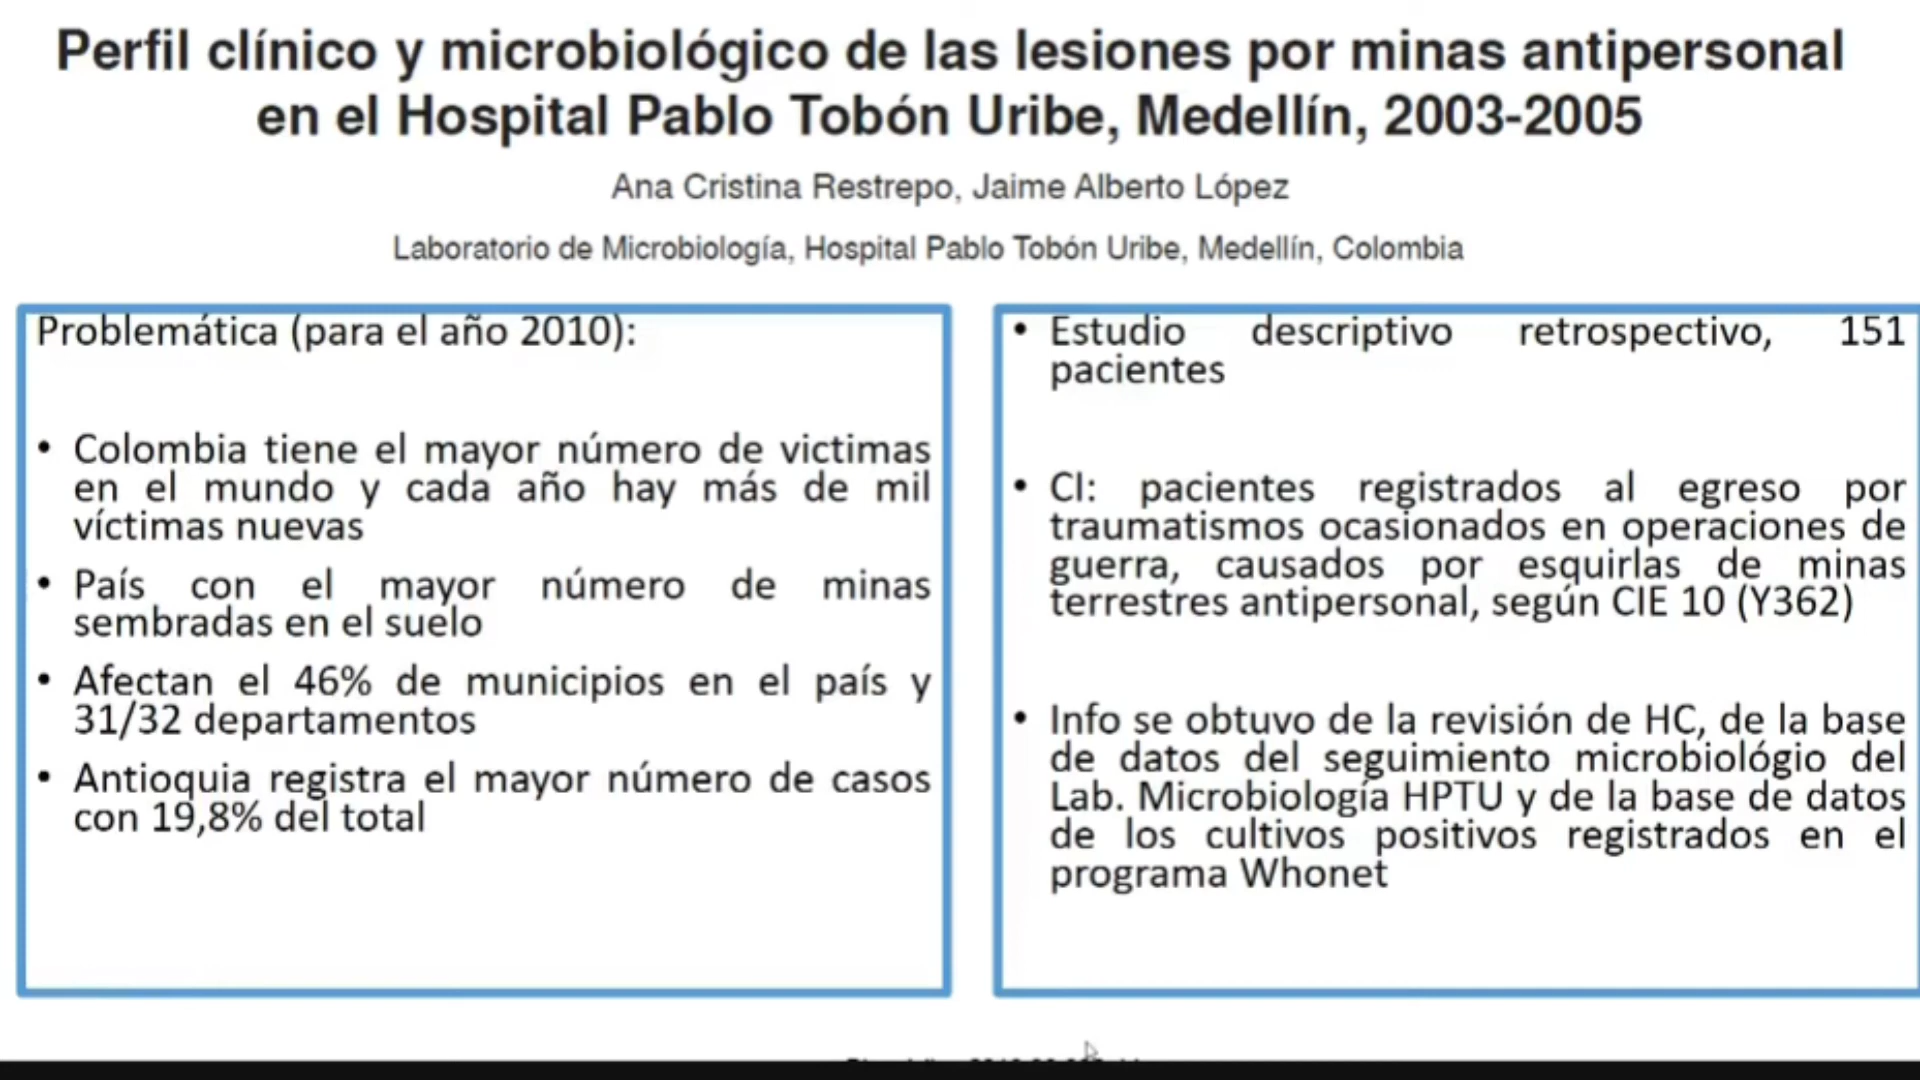 Perfil clínico y microbiológico de las lesiones por minas antipersonal
en el Hospital Pablo Tobón Uribe, Medellín, 2003-2005
Ana Cristina Restrepo, Jaime Alberto López
Laboratorio de Microbiología, Hospital Pablo Tobón Uribe, Medellín, Colombia
Problemática (para el año 2010):
• Colombia tiene el mayor número de victimas
en el mundo y cada año hay más de mil
víctimas nuevas
• País con el mayor número de minas
sembradas en el suelo
• Afectan el 46% de municipios en el país y
31/32 departamentos
• Antioquia registra el mayor número de casos
con 19,8% del total
• Estudio descriptivo retrospectivo, 151
pacientes
• CI: pacientes registrados al egreso por
traumatismos ocasionados en operaciones de
guerra, causados por esquirlas de minas
terrestres antipersonal, según CIE 10 (Y362)
• Info se obtuvo de la revisión de HC, de la base
de datos del seguimiento microbiológio del
Lab. Microbiología HPTU y de la base de datos
de los cultivos positivos registrados en el
programa Whonet